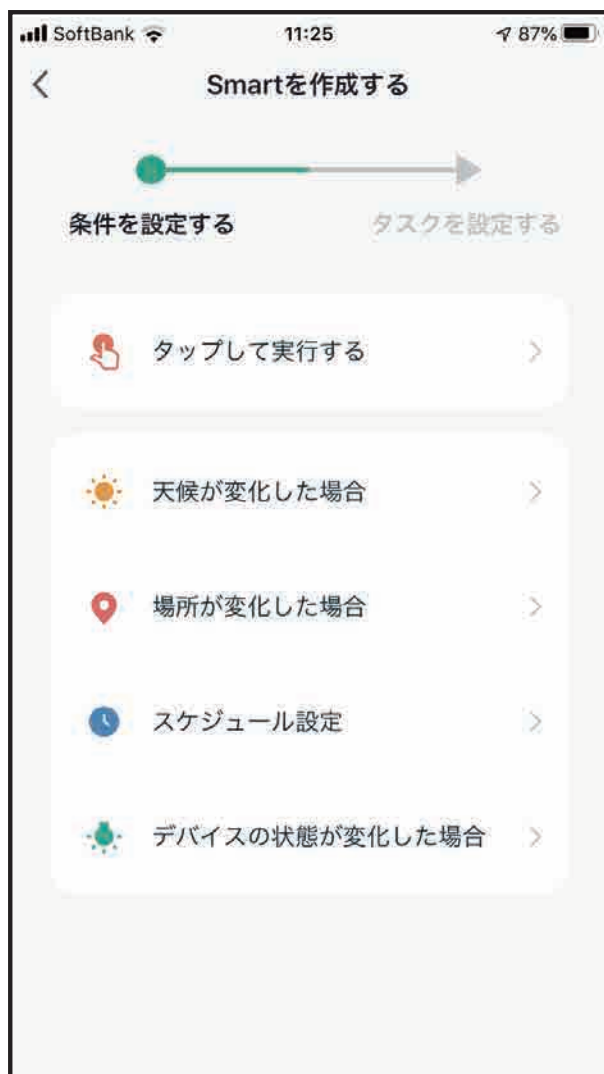 SoftBank 11:25 87%
Smartを作成する
条件を設定する タスクを設定する
タップして実行する
天候が変化した場合
場所が変化した場合
スケジュール設定
デバイスの状態が変化した場合